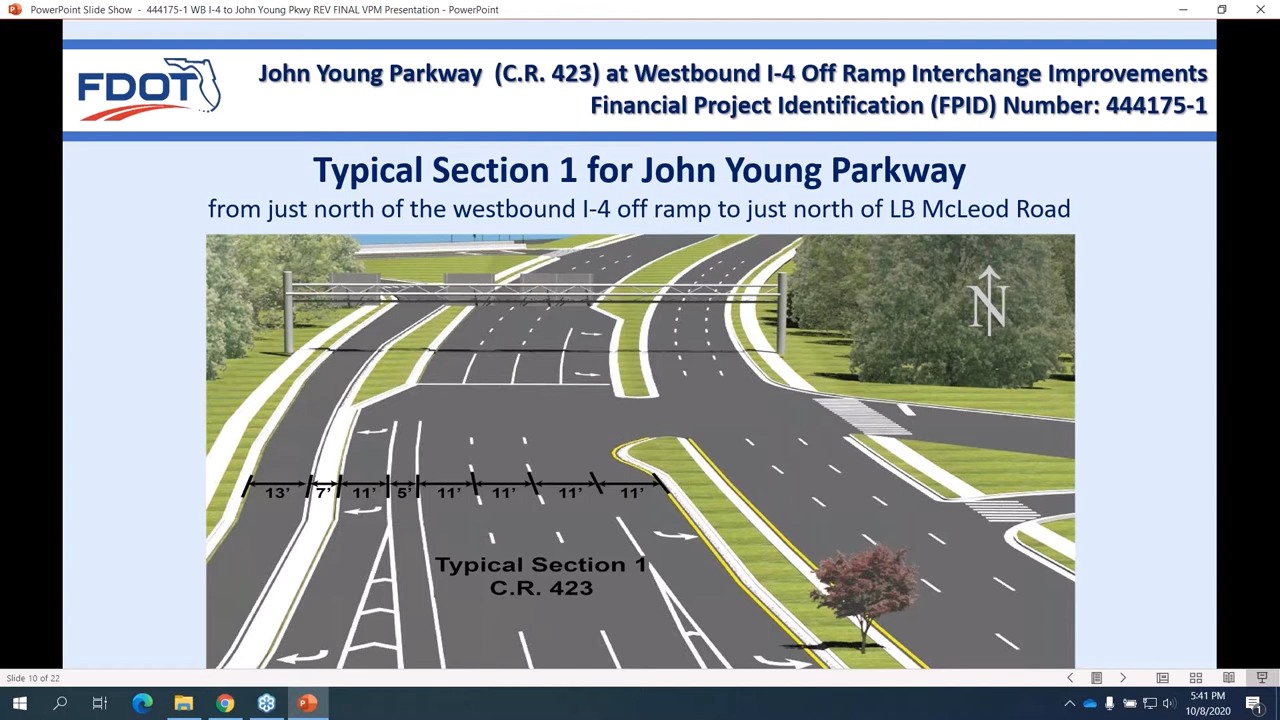 444175-1 WB I-4 to John Young Pkwy REV FINAL VPM Presentation - PowerPoint
PowerPoint Slide Show -
FDOT
John Young Parkway (C.R. 423) at Westbound I-4 Off Ramp Interchange Improvements
Financial Project Identification (FPID) Number: 444175-1
Typical Section 1 for John Young Parkway
from just north of the westbound I-4 off ramp to just north of LB McLeod Road
N
13' 7' 11' 5' 11' 11' 11' 11'
Typical Section 1
C.R. 423
Slide 10 of 22
5:41 PM
10/8/2020
1